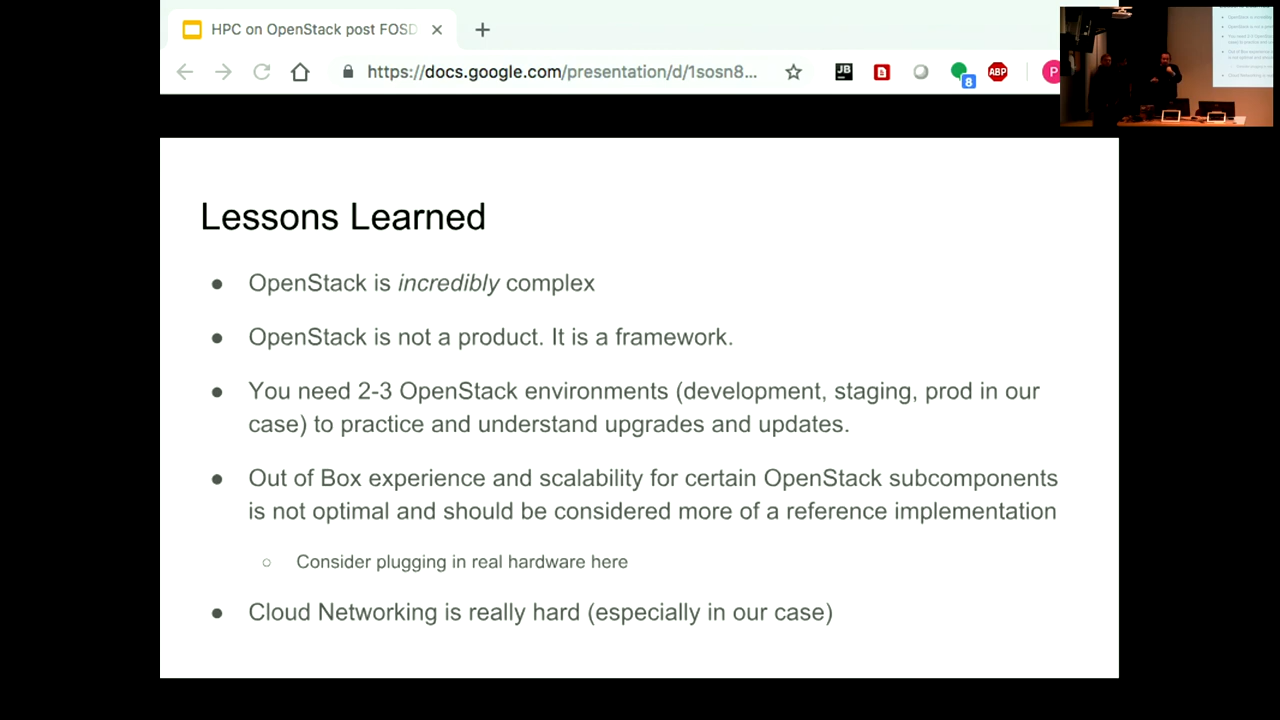 HPC on OpenStack post FOSD
https://docs.google.com/presentation/d/1sosn8...
JB
8
ABP
P
Lessons Learned
● OpenStack is incredibly complex
● OpenStack is not a product. It is a framework.
● You need 2-3 OpenStack environments (development, staging, prod in our
case) to practice and understand upgrades and updates.
● Out of Box experience and scalability for certain OpenStack subcomponents
is not optimal and should be considered more of a reference implementation
○ Consider plugging in real hardware here
● Cloud Networking is really hard (especially in our case)